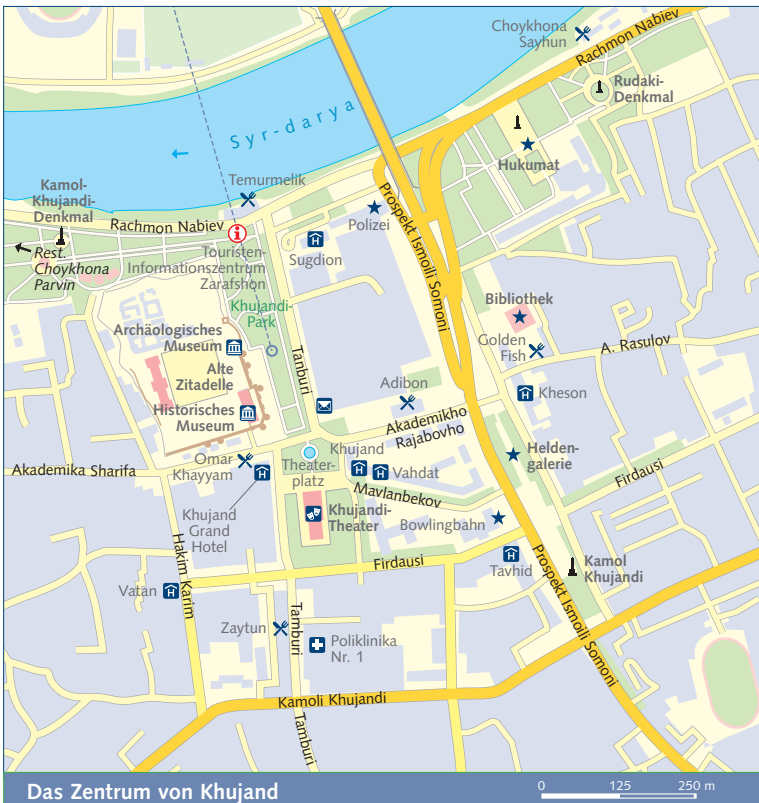 Choykhona
Sayhun
Rachmon Nabiev
Rudaki-
Denkmal
Syr-darya
Hukumat
Kamol-
Khujandi-
Denkmal
Temurmelik
Rachmon Nabiev
Polizei
Prospekt Ismoili Somoni
Rest.
Choykhona
Parvin
Touristen-
Informationszentrum
Zarafshon
H
Sugdion
Khujandi-
Park
Bibliothek
Archäologisches
Museum
Golden
Fish
A. Rasulov
Alte
Zitadelle
Tanburi
Adibon
H
Kheson
Historisches
Museum
Akademikho
Rajabovho
Helden-
galerie
Akademika Sharifa
Omar
Khayyam
H
Theater-
platz
Khujand
H
H
Vahdat
Firdausi
Mavlanbekov
Khujand
Grand
Hotel
Khujandi-
Theater
Bowlingbahn
Hakim Karim
Firdausi
H
Tavhid
Kamol
Khujandi
Vatan
H
Prospekt Ismoili Somoni
Zaytun
Tamburi
Poliklinika
Nr. 1
Kamoli Khujandi
Tamburi
Das Zentrum von Khujand
0 125 250 m